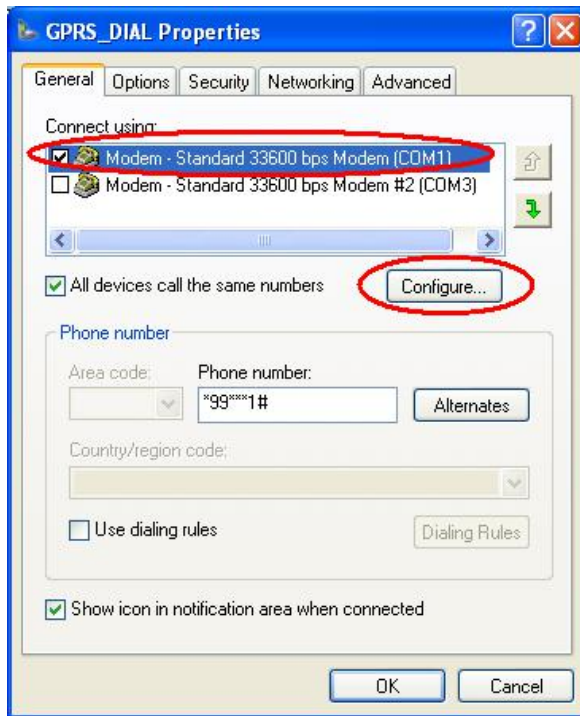 GPRS_DIAL Properties
General Options Security Networking Advanced
Connect using:
Modem - Standard 33600 bps Modem (COM1)
Modem - Standard 33600 bps Modem #2 (COM3)
All devices call the same numbers
Configure...
Phone number
Area code: Phone number:
*99***1#
Alternates
Country/region code:
Use dialing rules
Dialing Rules
Show icon in notification area when connected
OK Cancel